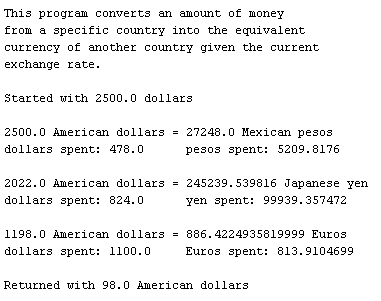 This program converts an amount of money
from a specific country into the equivalent
currency of another country given the current
exchange rate.
Started with 2500.0 dollars
2500.0 American dollars = 27248.0 Mexican pesos
dollars spent: 478.0 pesos spent: 5209.8176
2022.0 American dollars = 245239.539816 Japanese yen
dollars spent: 824.0 yen spent: 99939.357472
1198.0 American dollars = 886.4224935819999 Euros
dollars spent: 1100.0 Euros spent: 813.9104699
Returned with 98.0 American dollars